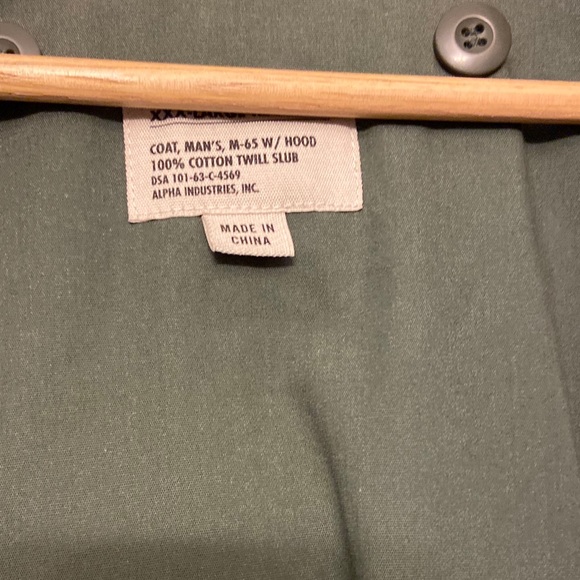 COAT, MAN'S, M-65 W/ HOOD
100% COTTON TWILL SLUB
DSA 101-63-C-4569
ALPHA INDUSTRIES, INC.
MADE IN
CHINA